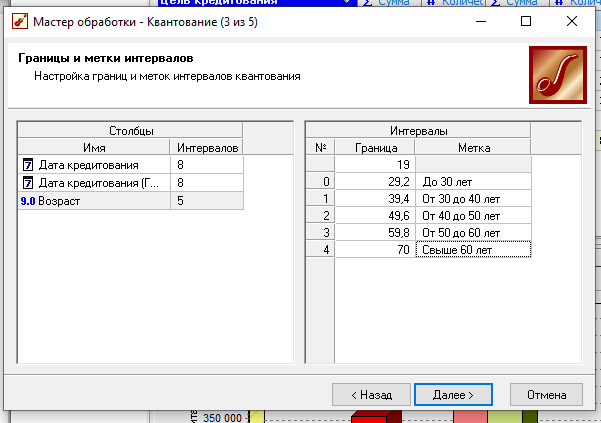 Цель кредитования Σ Сумма # Количес Σ Сумма # Кол
Мастер обработки - Квантование (3 из 5)
Границы и метки интервалов
Настройка границ и меток интервалов квантования
Столбцы
Имя Интервалов
7 Дата кредитования 8
7 Дата кредитования (Г... 8
9.0 Возраст 5
Интервалы
№ Граница Метка
19
0 29,2 До 30 лет
1 39,4 От 30 до 40 лет
2 49,6 От 40 до 50 лет
3 59,8 От 50 до 60 лет
4 70 Свыше 60 лет
< Назад Далее > Отмена
350 000